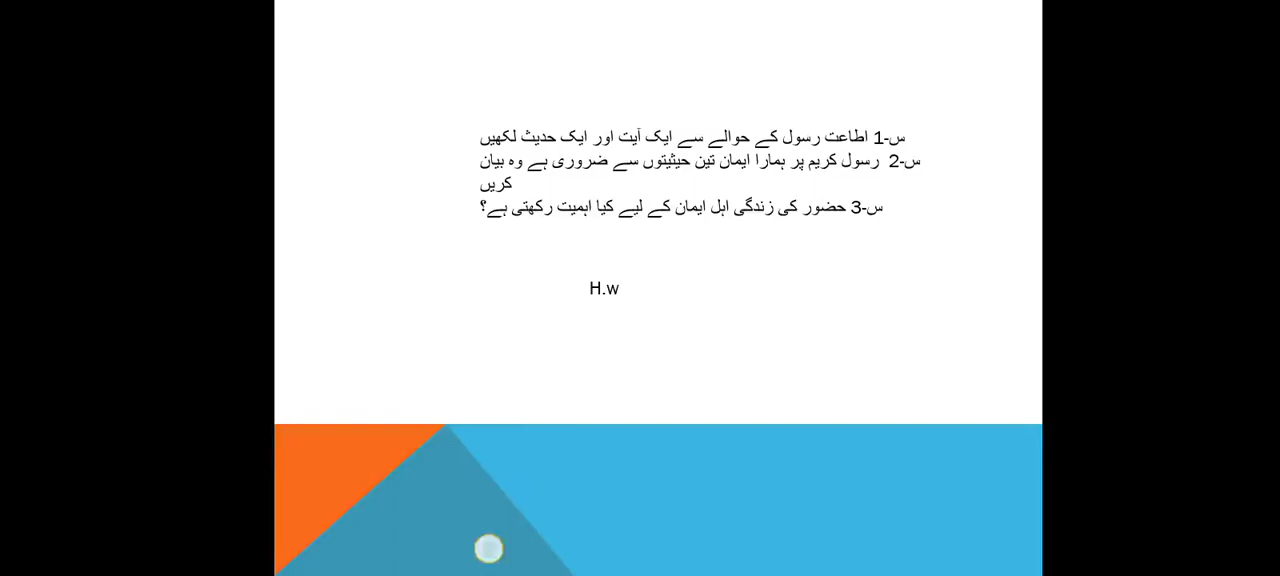 س-1 اطاعت رسول کے حوالے سے ایک آیت اور ایک حدیث لکھیں
س-2 رسول کریم پر ہمارا ایمان تین حیثیتوں سے ضروری ہے وہ بیان
کریں
س-3 حضور کی زندگی اہل ایمان کے لیے کیا اہمیت رکھتی ہے؟
H.w